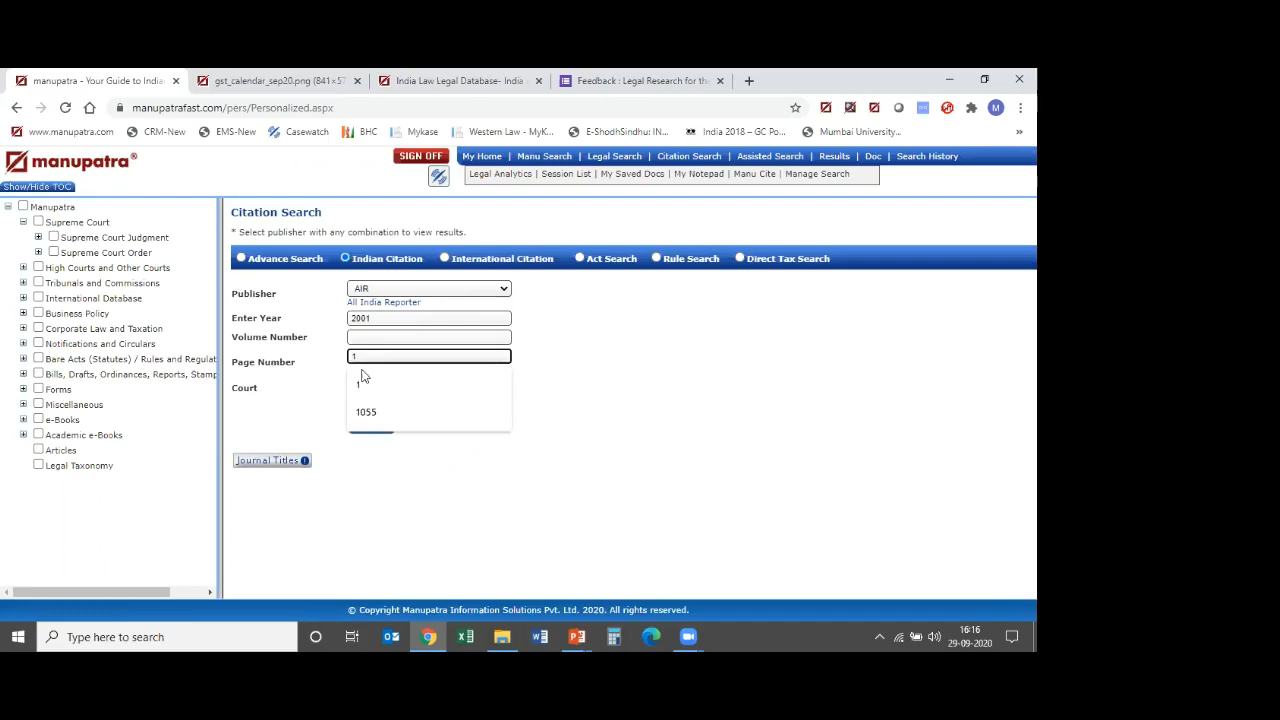 manupatra - Your Guide to India
gst_calendar_sep20.png (841×57
India Law Legal Database- India
Feedback : Legal Research for the
manupatrafast.com/pers/Personalized.aspx
M
www.manupatra.com
CRM-New
EMS-New
Casewatch
BHC
Mykase
Western Law - MyK...
E-ShodhSindhu: IN...
India 2018 – GC Po...
Mumbai University...
»
manupatra®
SIGN OFF
My Home | Manu Search | Legal Search | Citation Search | Assisted Search | Results | Doc | Search History
Legal Analytics | Session List | My Saved Docs | My Notepad | Manu Cite | Manage Search
Show/Hide TOC
Manupatra
Supreme Court
Supreme Court Judgment
Supreme Court Order
High Courts and Other Courts
Tribunals and Commissions
International Database
Business Policy
Corporate Law and Taxation
Notifications and Circulars
Bare Acts (Statutes) / Rules and Regulat
Bills, Drafts, Ordinances, Reports, Stamp
Forms
Miscellaneous
e-Books
Academic e-Books
Articles
Legal Taxonomy
Citation Search
* Select publisher with any combination to view results.
Advance Search
Indian Citation
International Citation
Act Search
Rule Search
Direct Tax Search
Publisher
AIR
All India Reporter
Enter Year
2001
Volume Number
Page Number
1
1
1055
Court
Journal Titles
© Copyright Manupatra Information Solutions Pvt. Ltd. 2020. All rights reserved.
Type here to search
16:16
29-09-2020